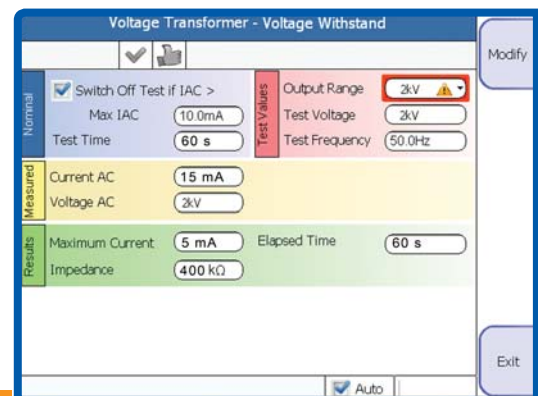 Voltage Transformer - Voltage Withstand
Modify
Nominal
Switch Off Test if IAC >
Max IAC 10.0mA
Test Time 60 s
Test Values
Output Range 2kV
Test Voltage 2kV
Test Frequency 50.0Hz
Measured
Current AC 15 mA
Voltage AC 2kV
Results
Maximum Current 5 mA Elapsed Time 60 s
Impedance 400 kΩ
Exit
Auto